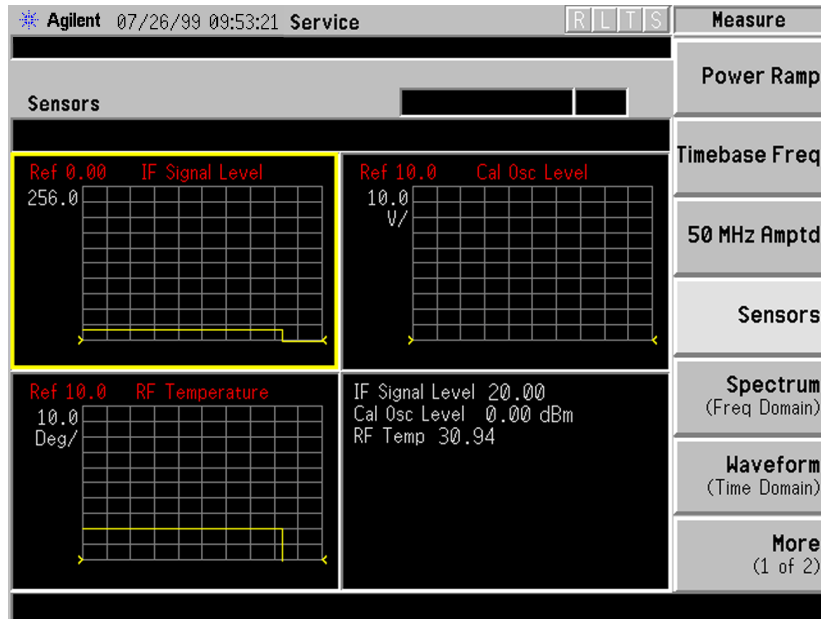 Agilent 07/26/99 09:53:21 Service
R L T S
Measure
Sensors
Ref 0.00 IF Signal Level
256.0
Ref 10.0 Cal Osc Level
10.0
V/
Ref 10.0 RF Temperature
10.0
Deg/
IF Signal Level 20.00
Cal Osc Level 0.00 dBm
RF Temp 30.94
Power Ramp
Timebase Freq
50 MHz Amptd
Sensors
Spectrum
(Freq Domain)
Waveform
(Time Domain)
More
(1 of 2)